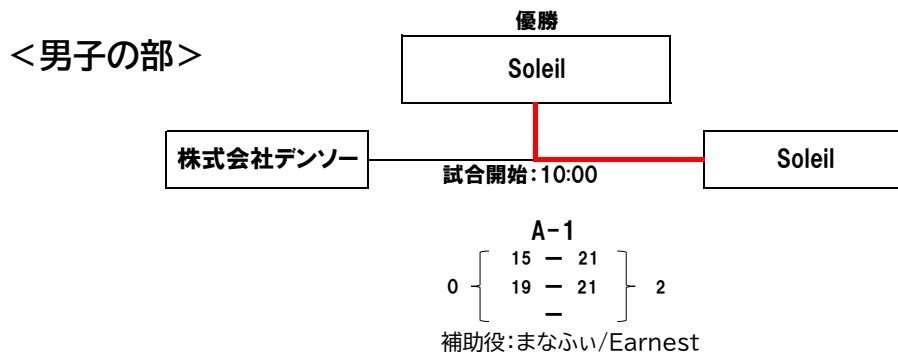 優勝
＜男子の部＞
Soleil
株式会社デンソー
Soleil
試合開始：10:00
A-1
15 ー 21
0 19 ー 21 2
ー
補助役：まなふぃ/Earnest